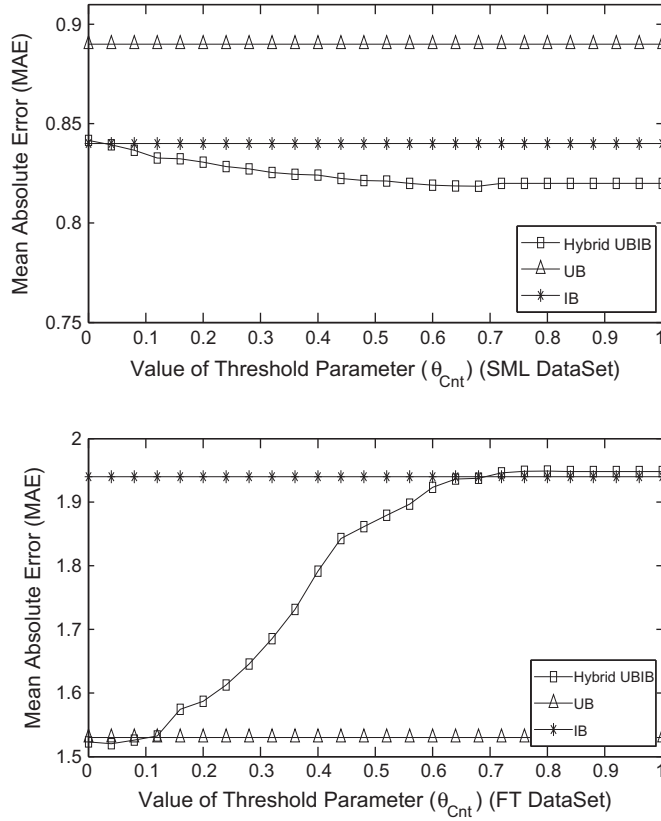 Mean Absolute Error (MAE)
0.9
0.85
0.8
0.75
0 0.1 0.2 0.3 0.4 0.5 0.6 0.7 0.8 0.9 1
Hybrid UBIB
UB
IB
Value of Threshold Parameter (θCnt) (SML DataSet)
Mean Absolute Error (MAE)
2
1.9
1.8
1.7
1.6
1.5
0 0.1 0.2 0.3 0.4 0.5 0.6 0.7 0.8 0.9 1
Hybrid UBIB
UB
IB
Value of Threshold Parameter (θCnt) (FT DataSet)